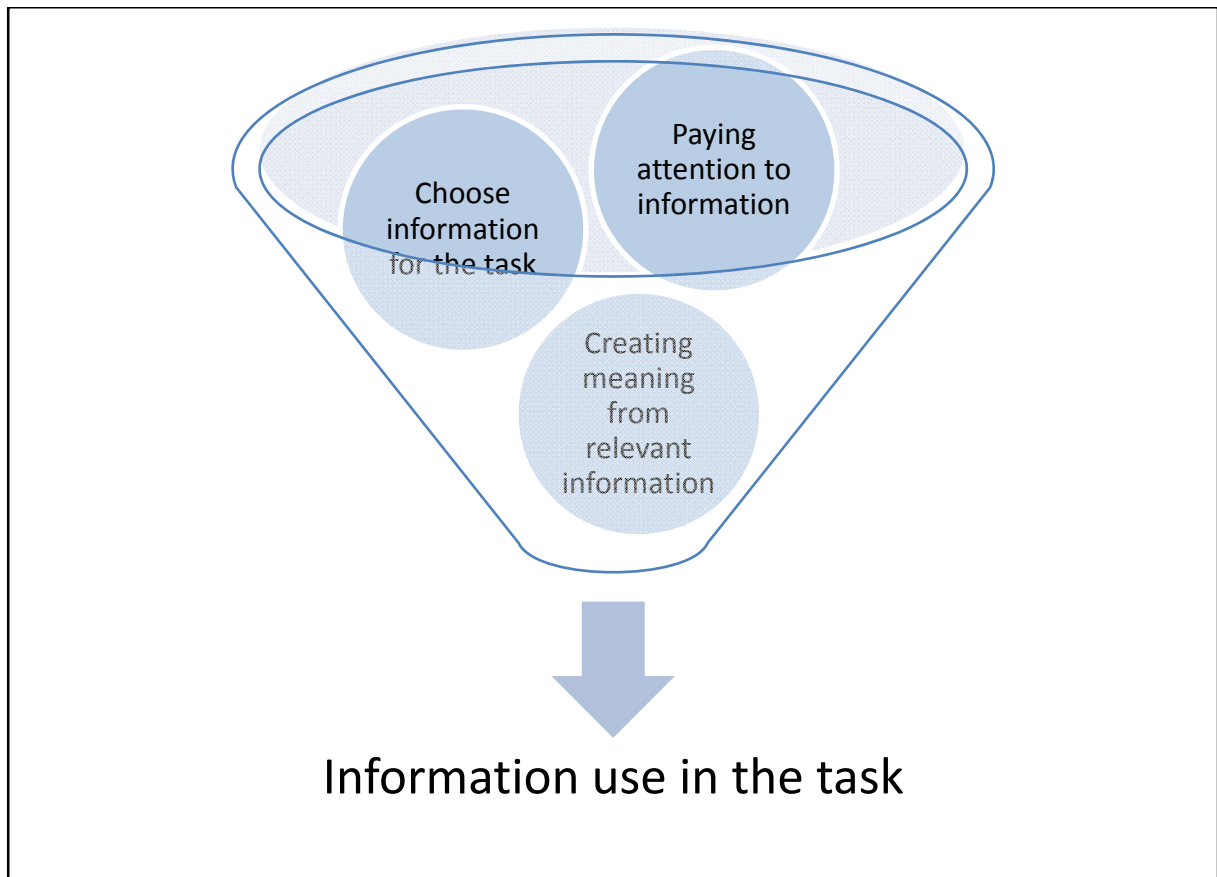 Paying
attention to
information
Choose
information
for the task
Creating
meaning
from
relevant
information
Information use in the task